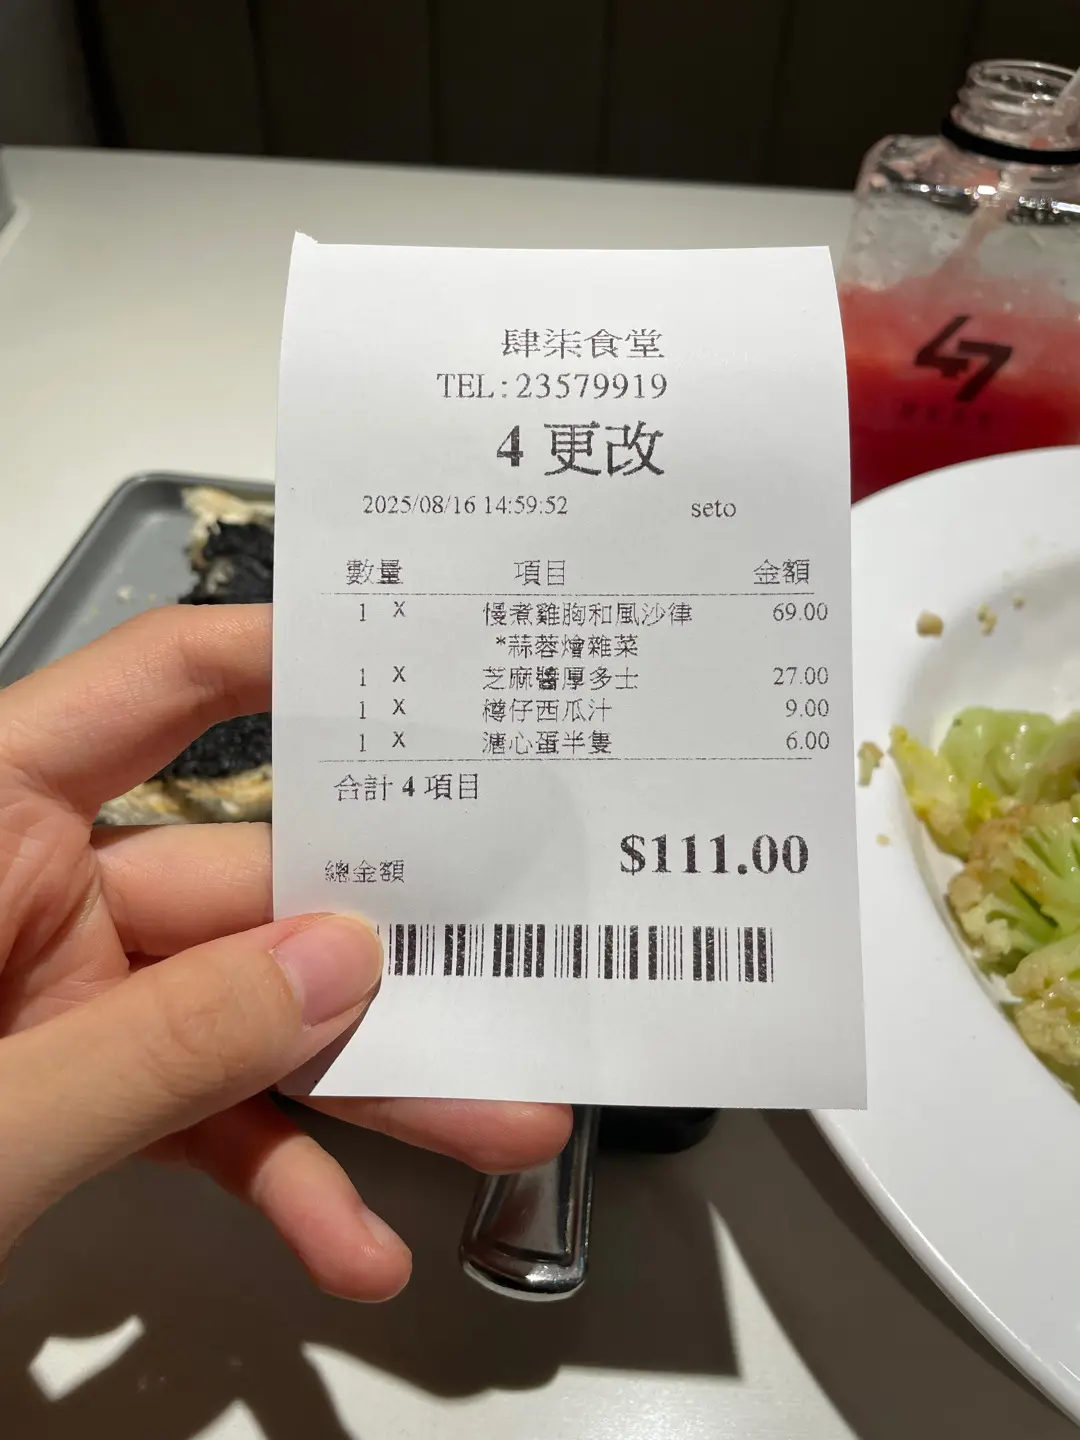 肆柒食堂
TEL:23579919
4 更改
2025/08/16 14:59:52 seto
數量 項目 金額
1 X 慢煮雞胸和風沙律 69.00
*蒜蓉燴雜菜
1 X 芝麻醬厚多士 27.00
1 X 樽仔西瓜汁 9.00
1 X 溏心蛋半隻 6.00
合計 4 項目
總金額 $111.00
47